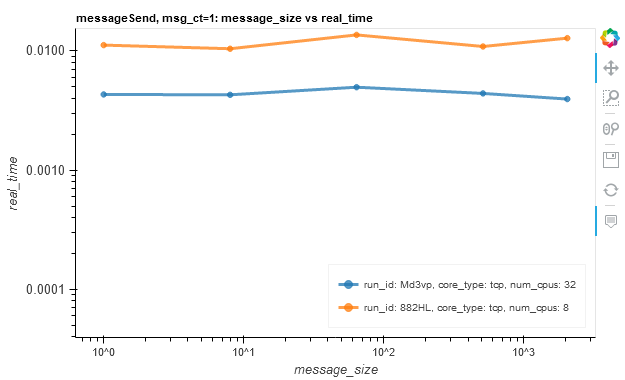 messageSend, msg_ct=1: message_size vs real_time
0.0100
0.0010
0.0001
real_time
10^0
10^1
10^2
10^3
message_size
run_id: Md3vp, core_type: tcp, num_cpus: 32
run_id: 882HL, core_type: tcp, num_cpus: 8